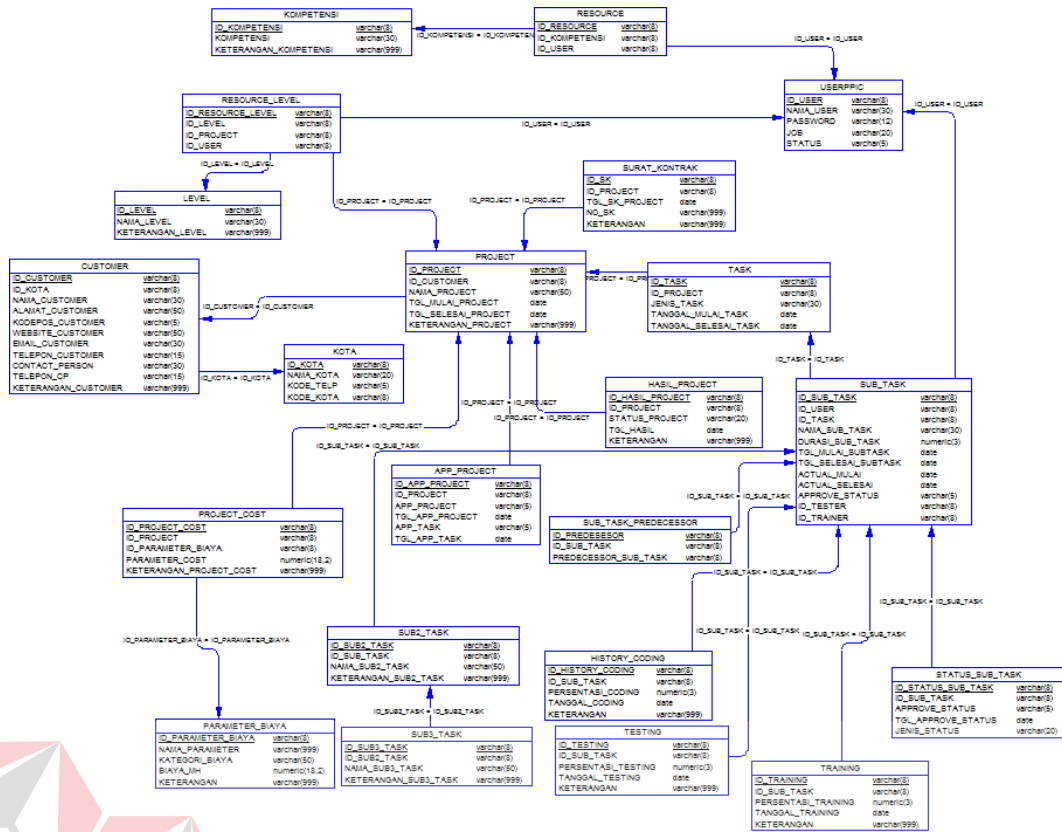 KOMPETENSI
ID_KOMPETENSI varchar(8)
KOMPETENSI varchar(30)
KETERANGAN_KOMPETENSI varchar(999)
ID_KOMPETENSI = ID_KOMPETEN
RESOURCE
ID_RESOURCE varchar(8)
ID_KOMPETENSI varchar(8)
ID_USER varchar(8)
ID_USER = ID_USER
USERPPIC
ID_USER varchar(8)
NAMA_USER varchar(30)
PASSWORD varchar(12)
JOB varchar(20)
STATUS varchar(5)
ID_USER = ID_USER
RESOURCE_LEVEL
ID_RESOURCE_LEVEL varchar(8)
ID_LEVEL varchar(8)
ID_PROJECT varchar(8)
ID_USER varchar(8)
ID_USER = ID_USER
ID_LEVEL = ID_LEVEL
LEVEL
ID_LEVEL varchar(8)
NAMA_LEVEL varchar(30)
KETERANGAN_LEVEL varchar(999)
ID_PROJECT = ID_PROJECT
ID_PROJECT = ID_PROJECT
SURAT_KONTRAK
ID_SK varchar(8)
ID_PROJECT varchar(8)
TGL_SK_PROJECT date
NO_SK varchar(999)
KETERANGAN varchar(999)
CUSTOMER
ID_CUSTOMER varchar(8)
ID_KOTA varchar(8)
NAMA_CUSTOMER varchar(30)
ALAMAT_CUSTOMER varchar(50)
KODEPOS_CUSTOMER varchar(5)
WEBSITE_CUSTOMER varchar(50)
EMAIL_CUSTOMER varchar(30)
TELEPON_CUSTOMER varchar(15)
CONTACT_PERSON varchar(30)
TELEPON_CP varchar(15)
KETERANGAN_CUSTOMER varchar(999)
ID_CUSTOMER = ID_CUSTOMER
PROJECT
ID_PROJECT varchar(8)
ID_CUSTOMER varchar(8)
NAMA_PROJECT varchar(50)
TGL_MULAI_PROJECT date
TGL_SELESAI_PROJECT date
KETERANGAN_PROJECT varchar(999)
PROJECT = ID_PR
TASK
ID_TASK varchar(8)
ID_PROJECT varchar(8)
JENIS_TASK varchar(30)
TANGGAL_MULAI_TASK date
TANGGAL_SELESAI_TASK date
ID_TASK = ID_TASK
ID_KOTA = ID_KOTA
KOTA
ID_KOTA varchar(8)
NAMA_KOTA varchar(20)
KODE_TELP varchar(5)
KODE_KOTA varchar(8)
HASIL_PROJECT
ID_HASIL_PROJECT varchar(8)
ID_PROJECT varchar(8)
STATUS_PROJECT varchar(20)
TGL_HASIL date
KETERANGAN varchar(999)
SUB_TASK
ID_SUB_TASK varchar(8)
ID_USER varchar(8)
ID_TASK varchar(8)
NAMA_SUB_TASK varchar(30)
DURASI_SUB_TASK numeric(3)
TGL_MULAI_SUBTASK date
TGL_SELESAI_SUBTASK date
ACTUAL_MULAI date
ACTUAL_SELESAI date
APPROVE_STATUS varchar(5)
ID_TESTER varchar(8)
ID_TRAINER varchar(8)
ID_PROJECT = ID_PROJECT
ID_PROJECT = ID_PROJECT
ID_PROJECT = ID_PROJECT
ID_SUB_TASK = ID_SUB_TASK
APP_PROJECT
ID_APP_PROJECT varchar(8)
ID_PROJECT varchar(8)
APP_PROJECT varchar(5)
TGL_APP_PROJECT date
APP_TASK varchar(5)
TGL_APP_TASK date
ID_SUB_TASK = ID_SUB_TASK
SUB_TASK_PREDECESSOR
ID_PREDESESOR varchar(8)
ID_SUB_TASK varchar(8)
PREDECESSOR_SUB_TASK varchar(8)
PROJECT_COST
ID_PROJECT_COST varchar(8)
ID_PROJECT varchar(8)
ID_PARAMETER_BIAYA varchar(8)
PARAMETER_COST numeric(18,2)
KETERANGAN_PROJECT_COST varchar(999)
ID_PARAMETER_BIAYA = ID_PARAMETER_BIAYA
ID_SUB_TASK = ID_SUB_TASK
ID_SUB_TASK = ID_SUB_TASK
ID_SUB_TASK = ID_SUB_TASK
ID_SUB_TASK = ID_SUB_TASK
SUB2_TASK
ID_SUB2_TASK varchar(8)
ID_SUB_TASK varchar(8)
NAMA_SUB2_TASK varchar(50)
KETERANGAN_SUB2_TASK varchar(999)
ID_SUB2_TASK = ID_SUB2_TASK
HISTORY_CODING
ID_HISTORY_CODING varchar(8)
ID_SUB_TASK varchar(8)
PERSENTASI_CODING numeric(3)
TANGGAL_CODING date
KETERANGAN varchar(999)
STATUS_SUB_TASK
ID_STATUS_SUB_TASK varchar(8)
ID_SUB_TASK varchar(8)
APPROVE_STATUS varchar(5)
TGL_APPROVE_STATUS date
JENIS_STATUS varchar(20)
PARAMETER_BIAYA
ID_PARAMETER_BIAYA varchar(8)
NAMA_PARAMETER varchar(999)
KATEGORI_BIAYA varchar(50)
BIAYA_MH numeric(18,2)
KETERANGAN varchar(999)
SUB3_TASK
ID_SUB3_TASK varchar(8)
ID_SUB2_TASK varchar(8)
NAMA_SUB3_TASK varchar(50)
KETERANGAN_SUB3_TASK varchar(999)
TESTING
ID_TESTING varchar(8)
ID_SUB_TASK varchar(8)
PERSENTASI_TESTING numeric(3)
TANGGAL_TESTING date
KETERANGAN varchar(999)
TRAINING
ID_TRAINING varchar(8)
ID_SUB_TASK varchar(8)
PERSENTASI_TRAINING numeric(3)
TANGGAL_TRAINING date
KETERANGAN varchar(999)